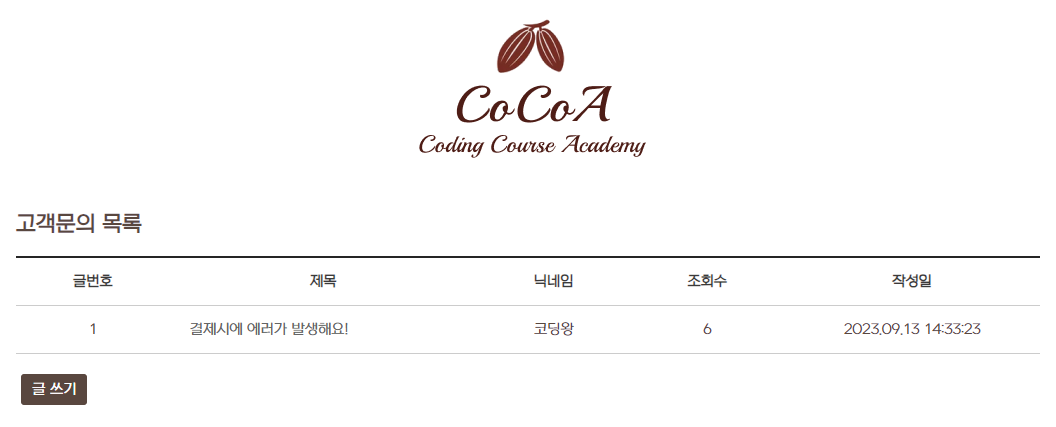 CoCoA
Coding Course Academy
고객문의 목록
글번호 제목 닉네임 조회수 작성일
1 결제시에 에러가 발생해요! 코딩왕 6 2023.09.13 14:33:23
글 쓰기